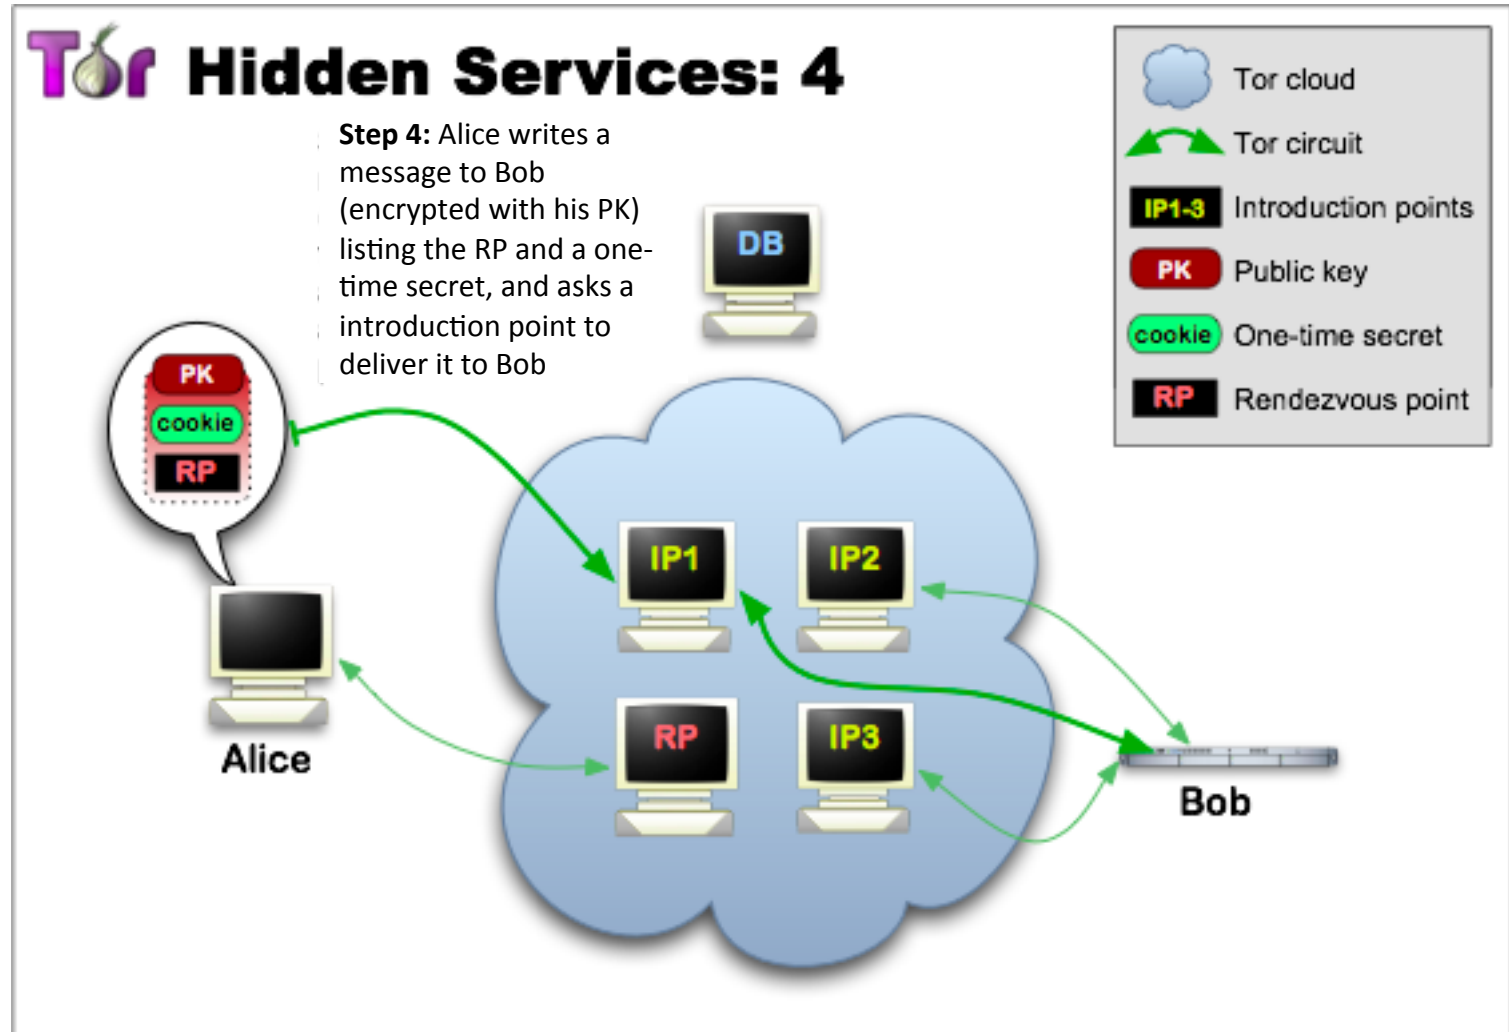 Tor Hidden Services: 4
Step 4: Alice writes a
message to Bob
(encrypted with his PK)
listing the RP and a one-
time secret, and asks a
introduction point to
deliver it to Bob
Tor cloud
Tor circuit
IP1-3 Introduction points
PK Public key
cookie One-time secret
RP Rendezvous point
DB
PK
cookie
RP
IP1
IP2
RP
IP3
Alice
Bob